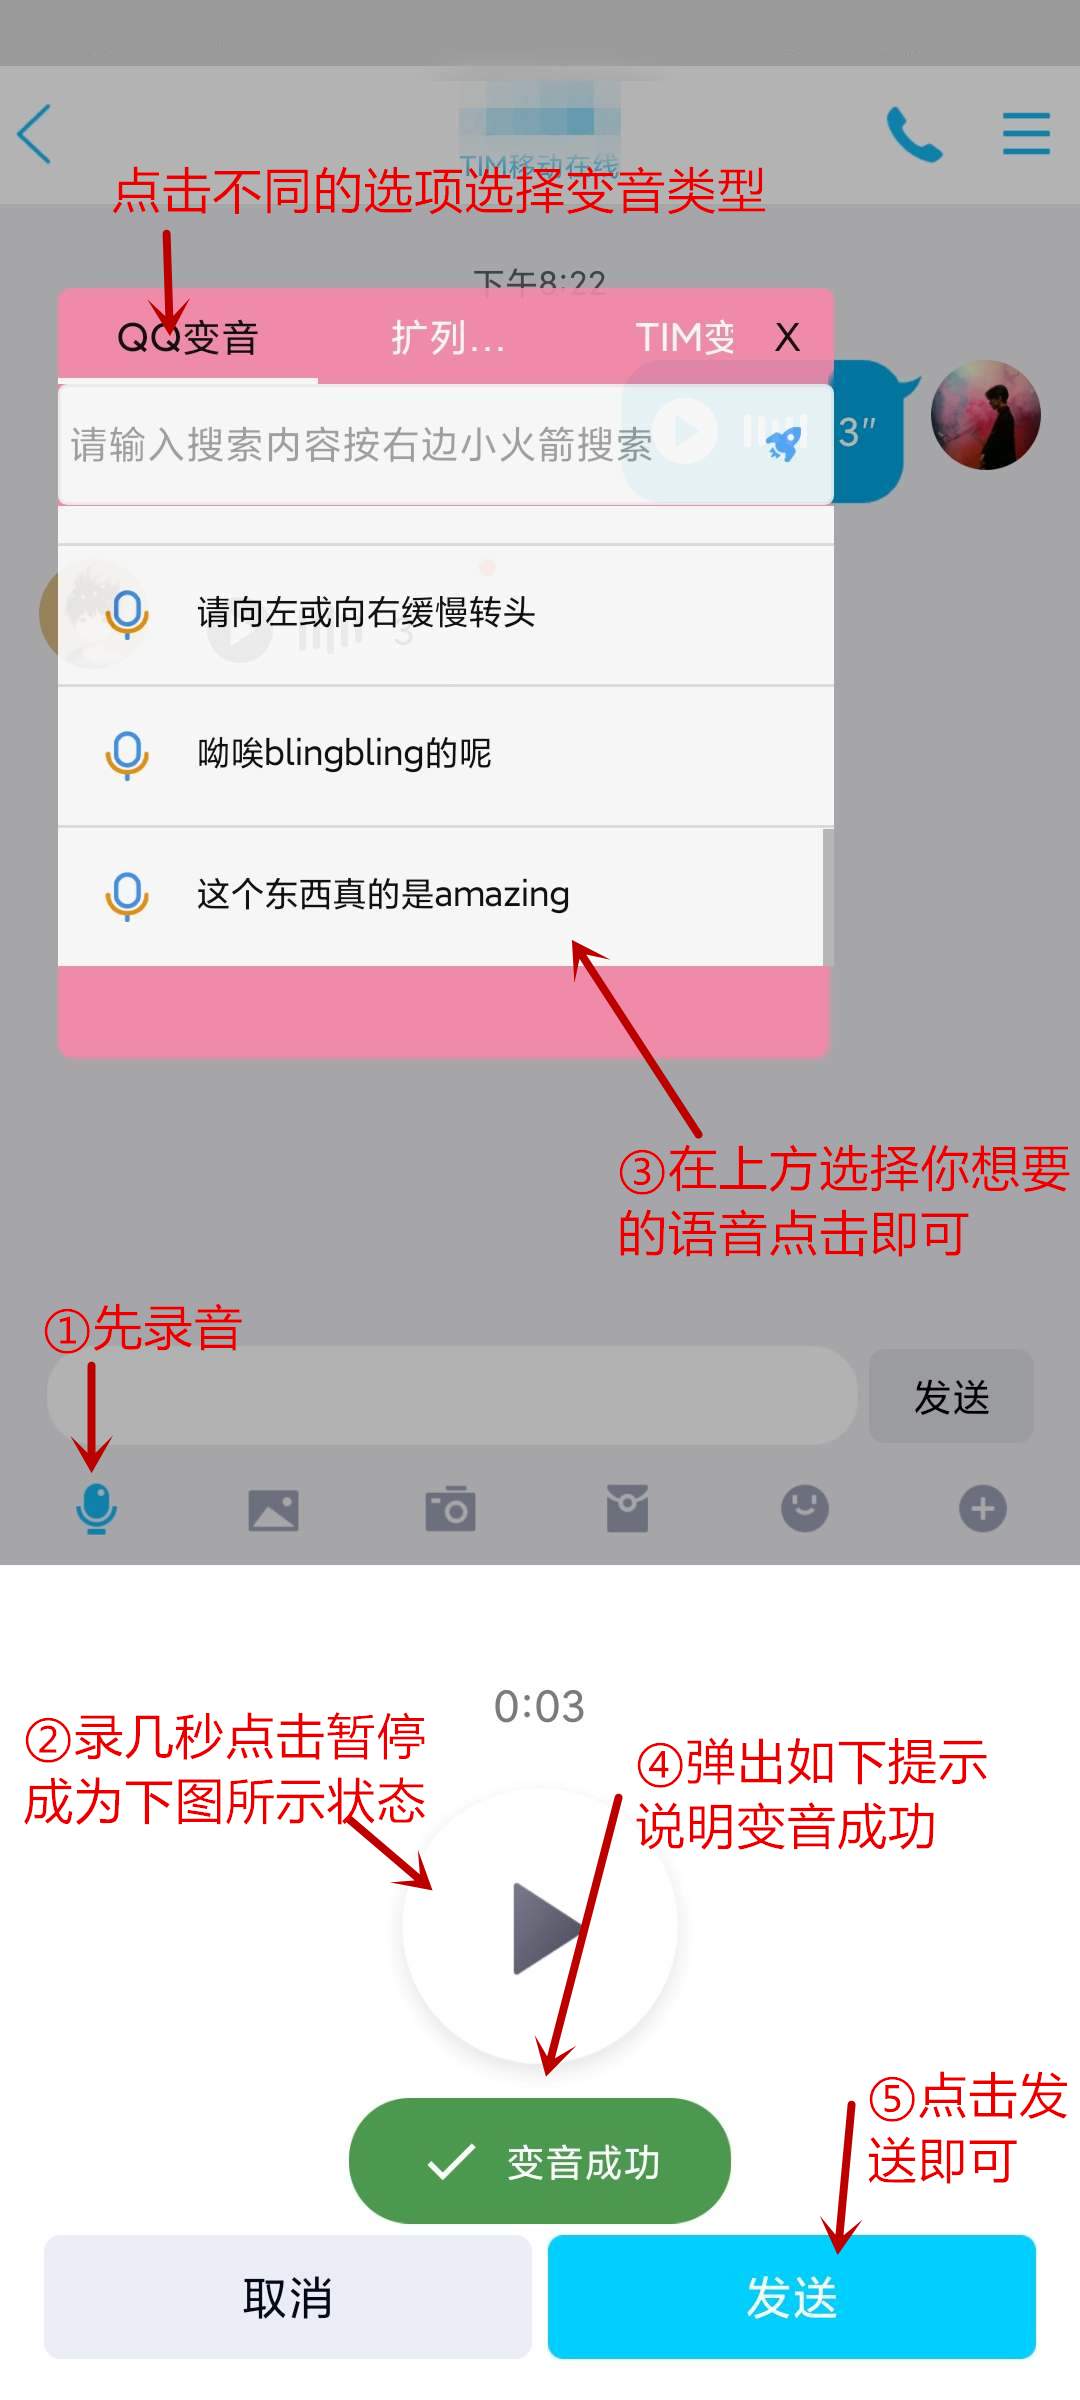 TIM移动在线
点击不同的选项选择变音类型
下午8:22
QQ变音
扩列...
TIM变
X
请输入搜索内容按右边小火箭搜索
3"
请向左或向右缓慢转头
3
呦唉blingbling的呢
这个东西真的是amazing
③在上方选择你想要
的语音点击即可
①先录音
发送
0:03
②录几秒点击暂停
成为下图所示状态
④弹出如下提示
说明变音成功
⑤点击发
送即可
变音成功
取消
发送